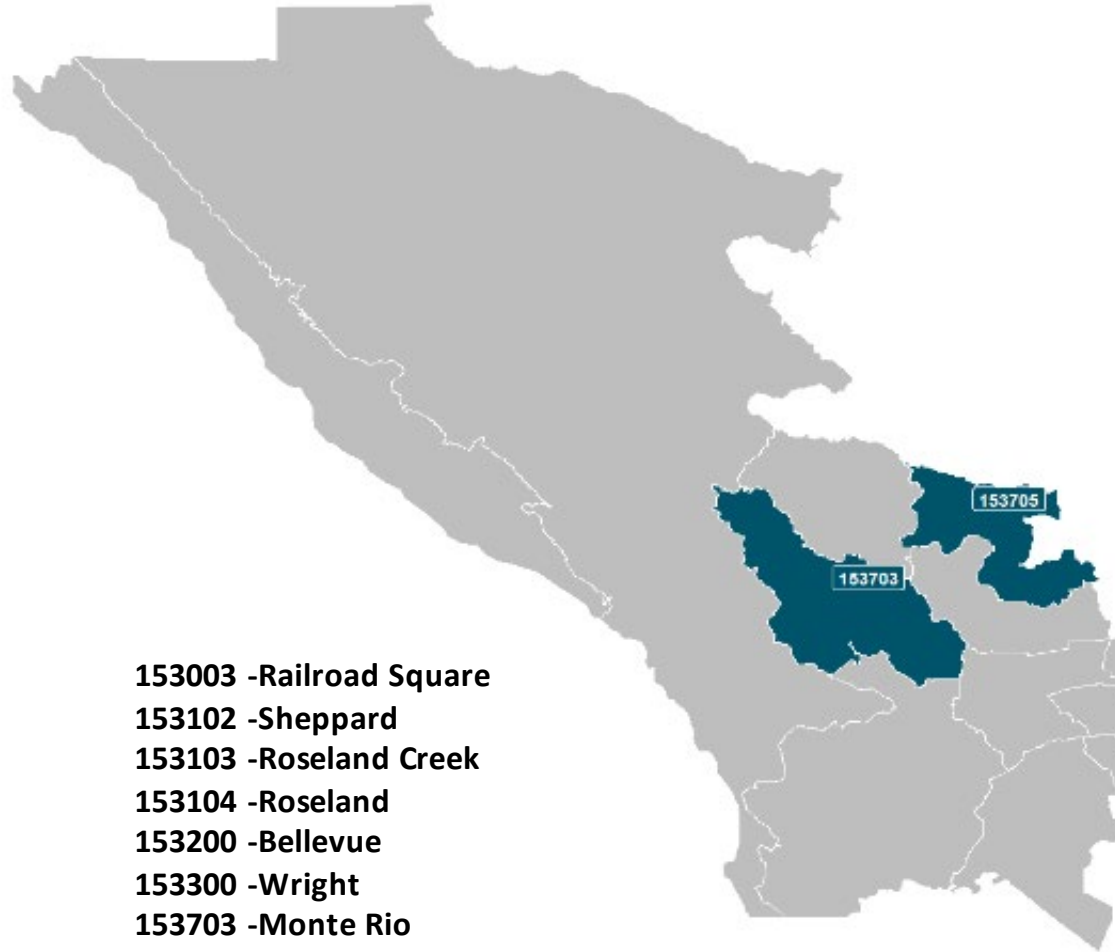 153705
153703
153003 -Railroad Square
153102 -Sheppard
153103 -Roseland Creek
153104 -Roseland
153200 -Bellevue
153300 -Wright
153703 -Monte Rio